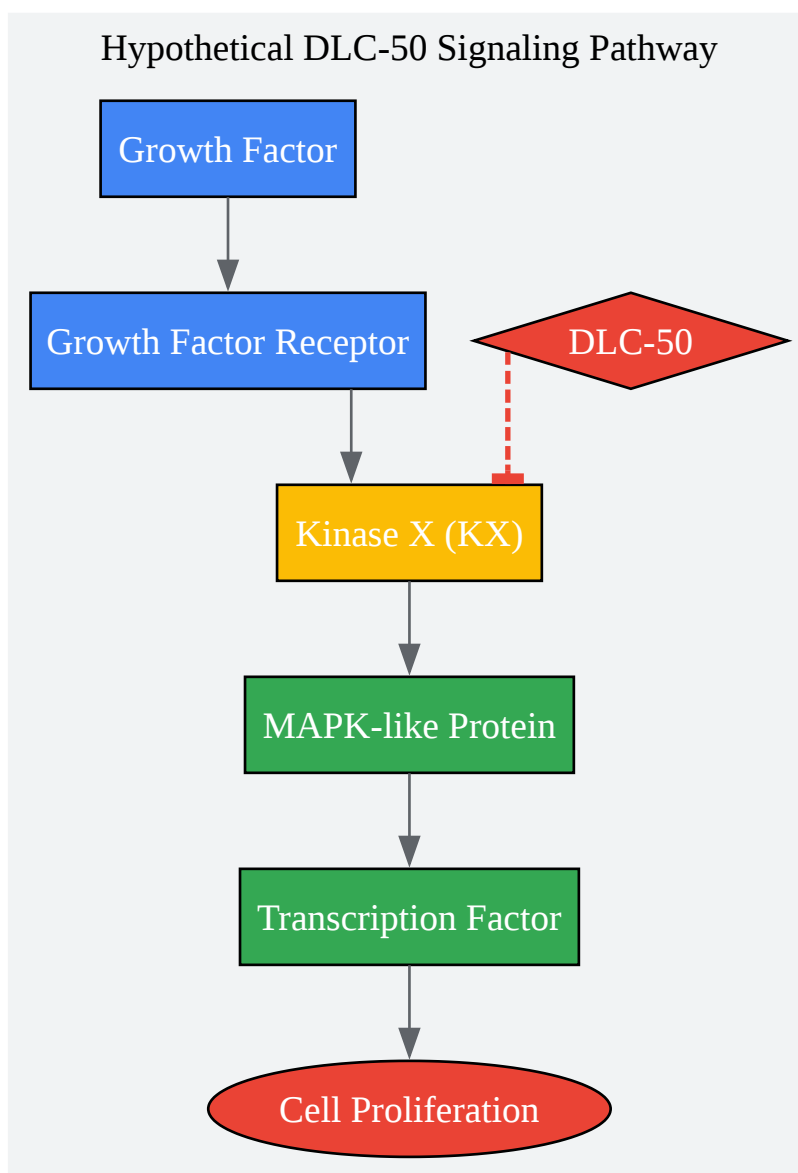 Hypothetical DLC-50 Signaling Pathway
Growth Factor
Growth Factor Receptor
DLC-50
Kinase X (KX)
MAPK-like Protein
Transcription Factor
Cell Proliferation